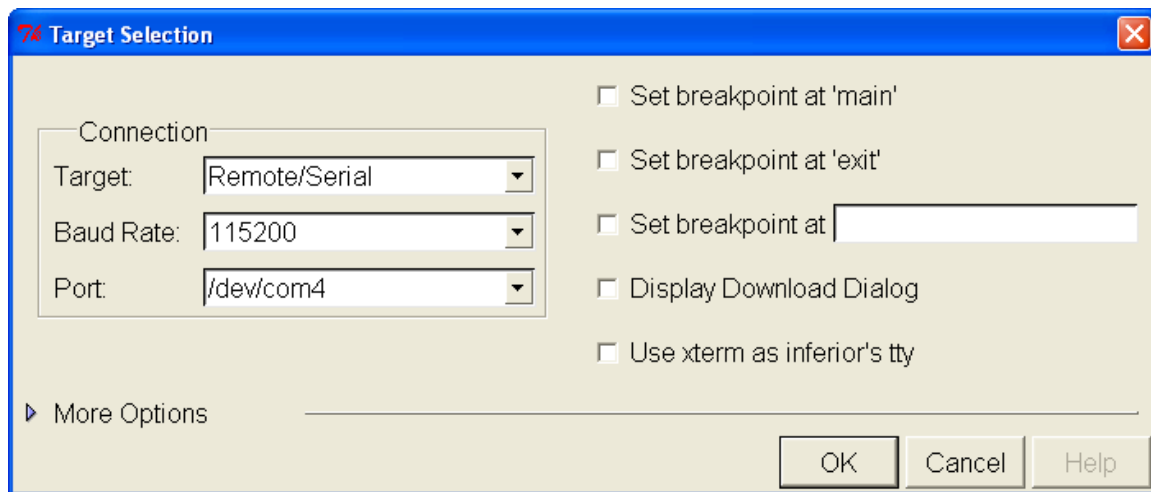 Target Selection
Connection
Target: Remote/Serial
Baud Rate: 115200
Port: /dev/com4
Set breakpoint at 'main'
Set breakpoint at 'exit'
Set breakpoint at
Display Download Dialog
Use xterm as inferior's tty
More Options
OK Cancel Help